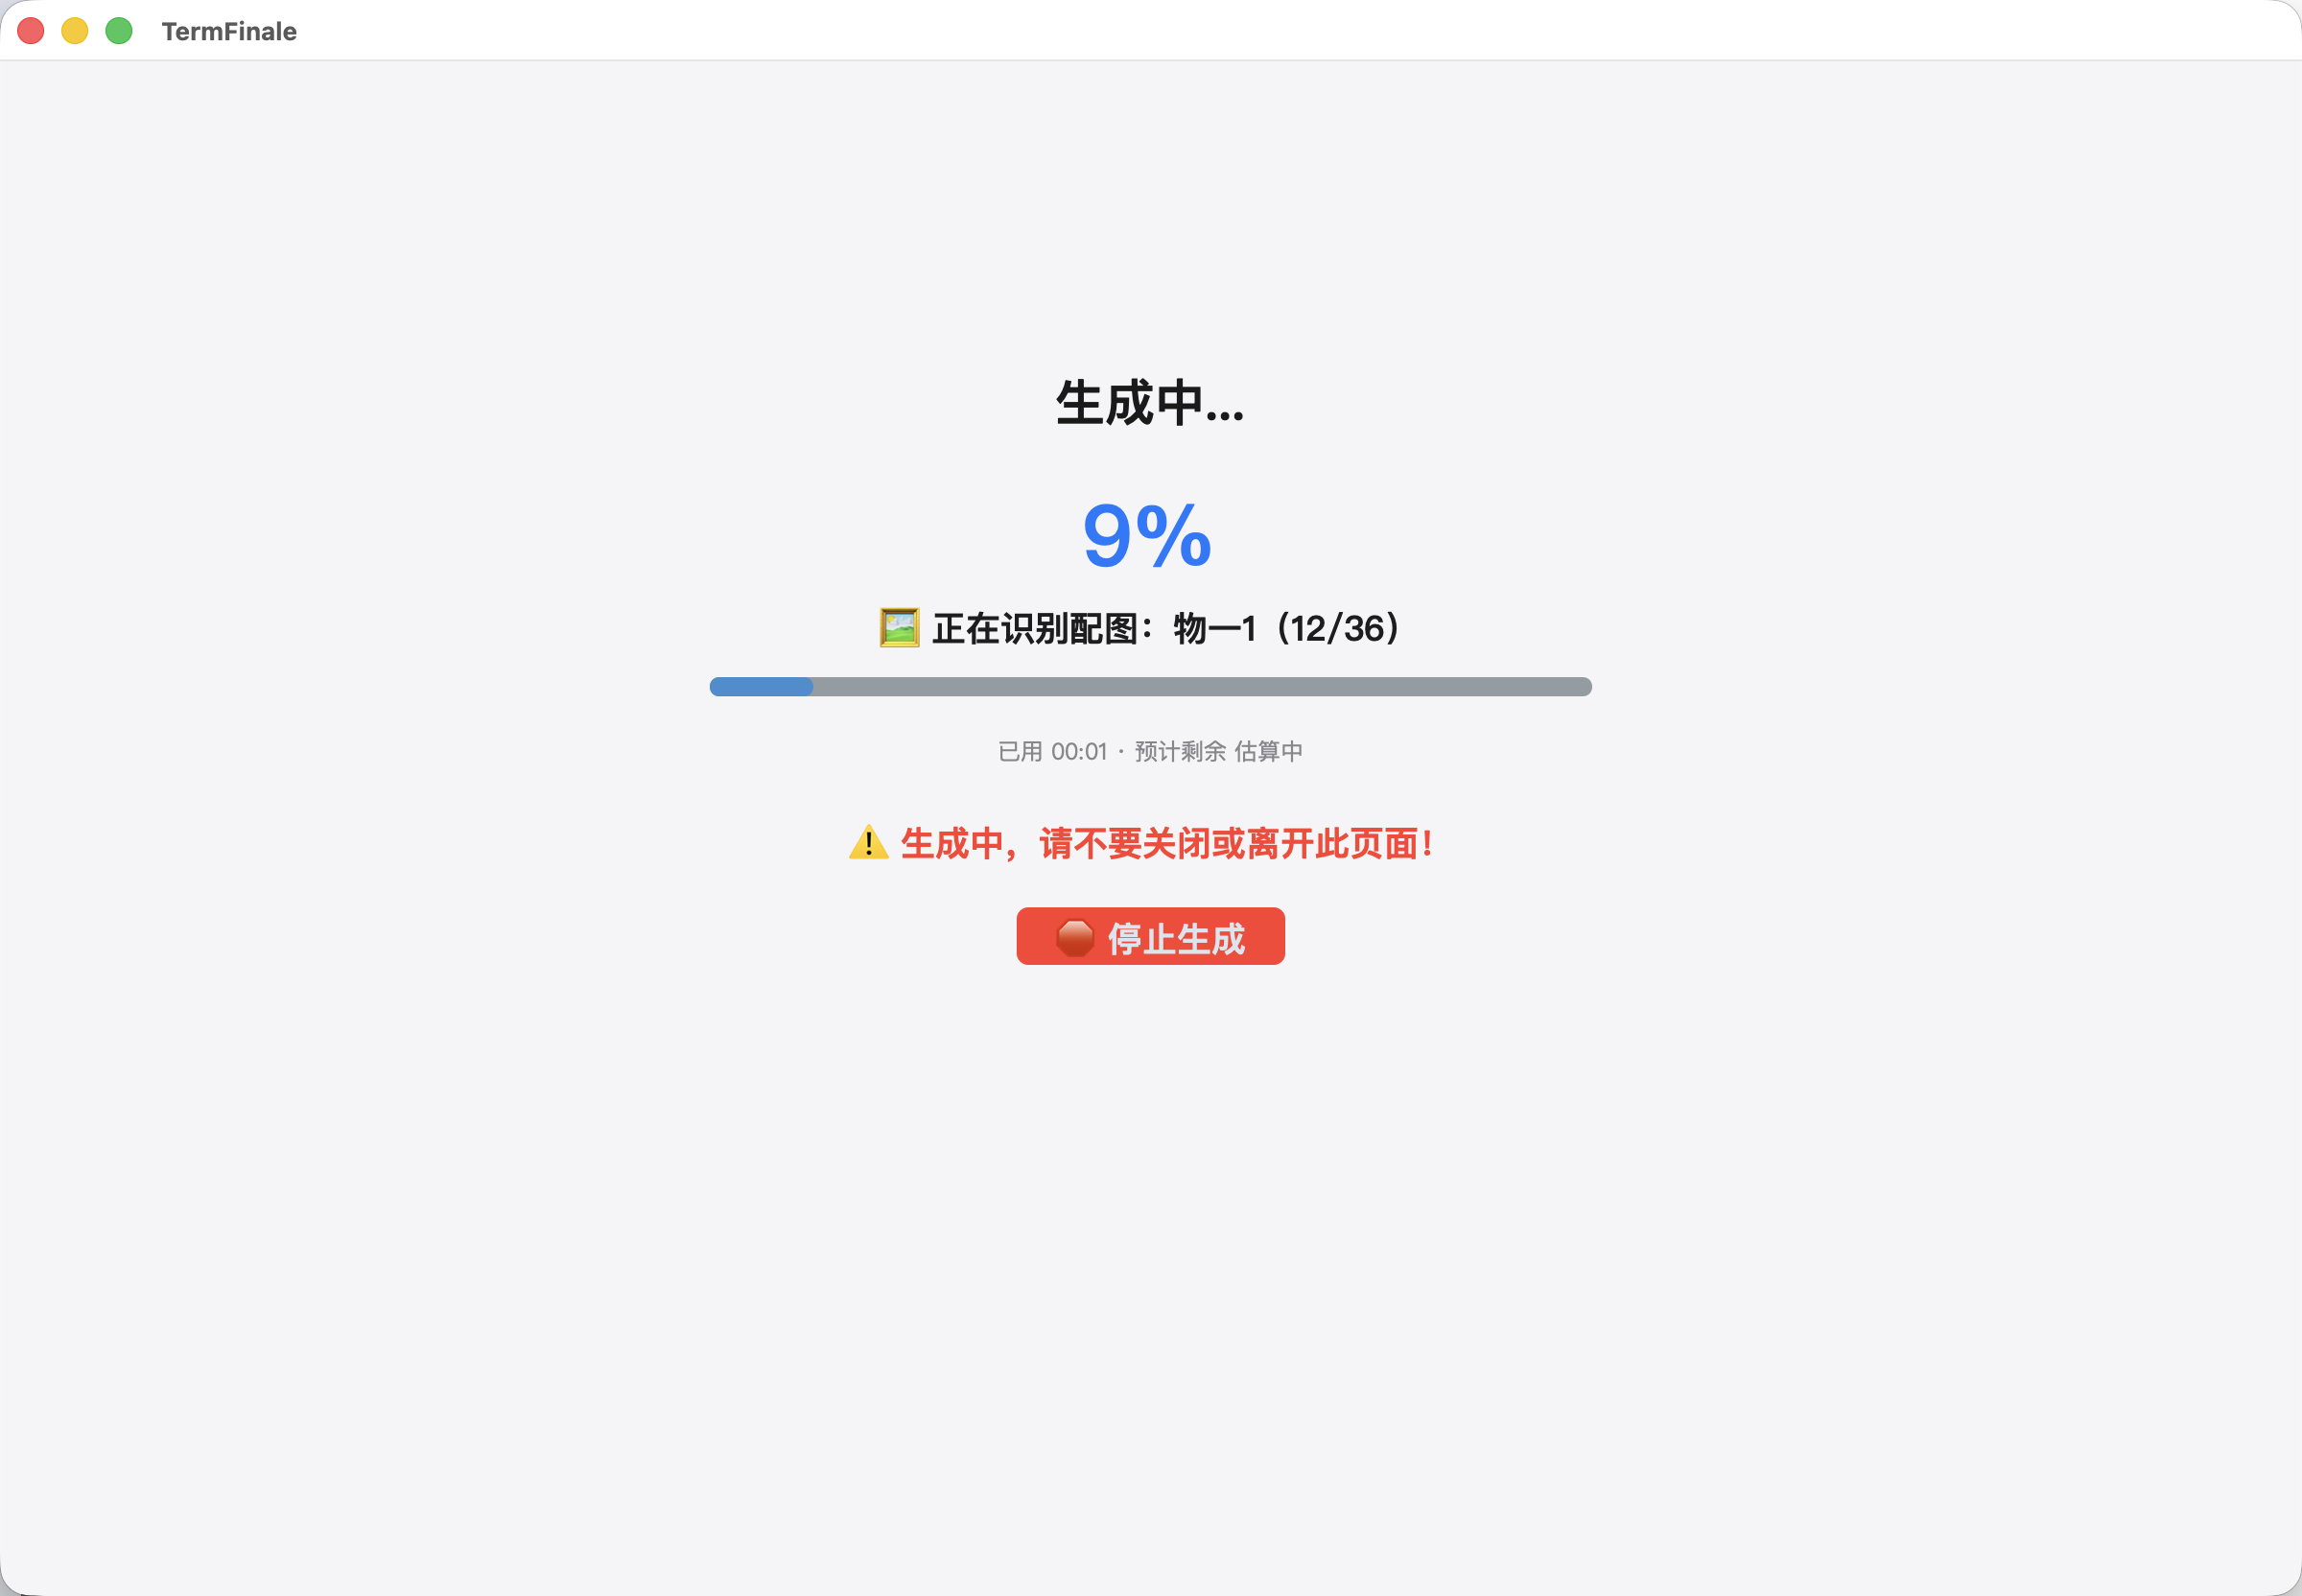 TermFinale
生成中...
9%
🖼️ 正在识别配图：物一1（12/36）
已用 00:01 · 预计剩余 估算中
⚠️ 生成中，请不要关闭或离开此页面！
🛑 停止生成